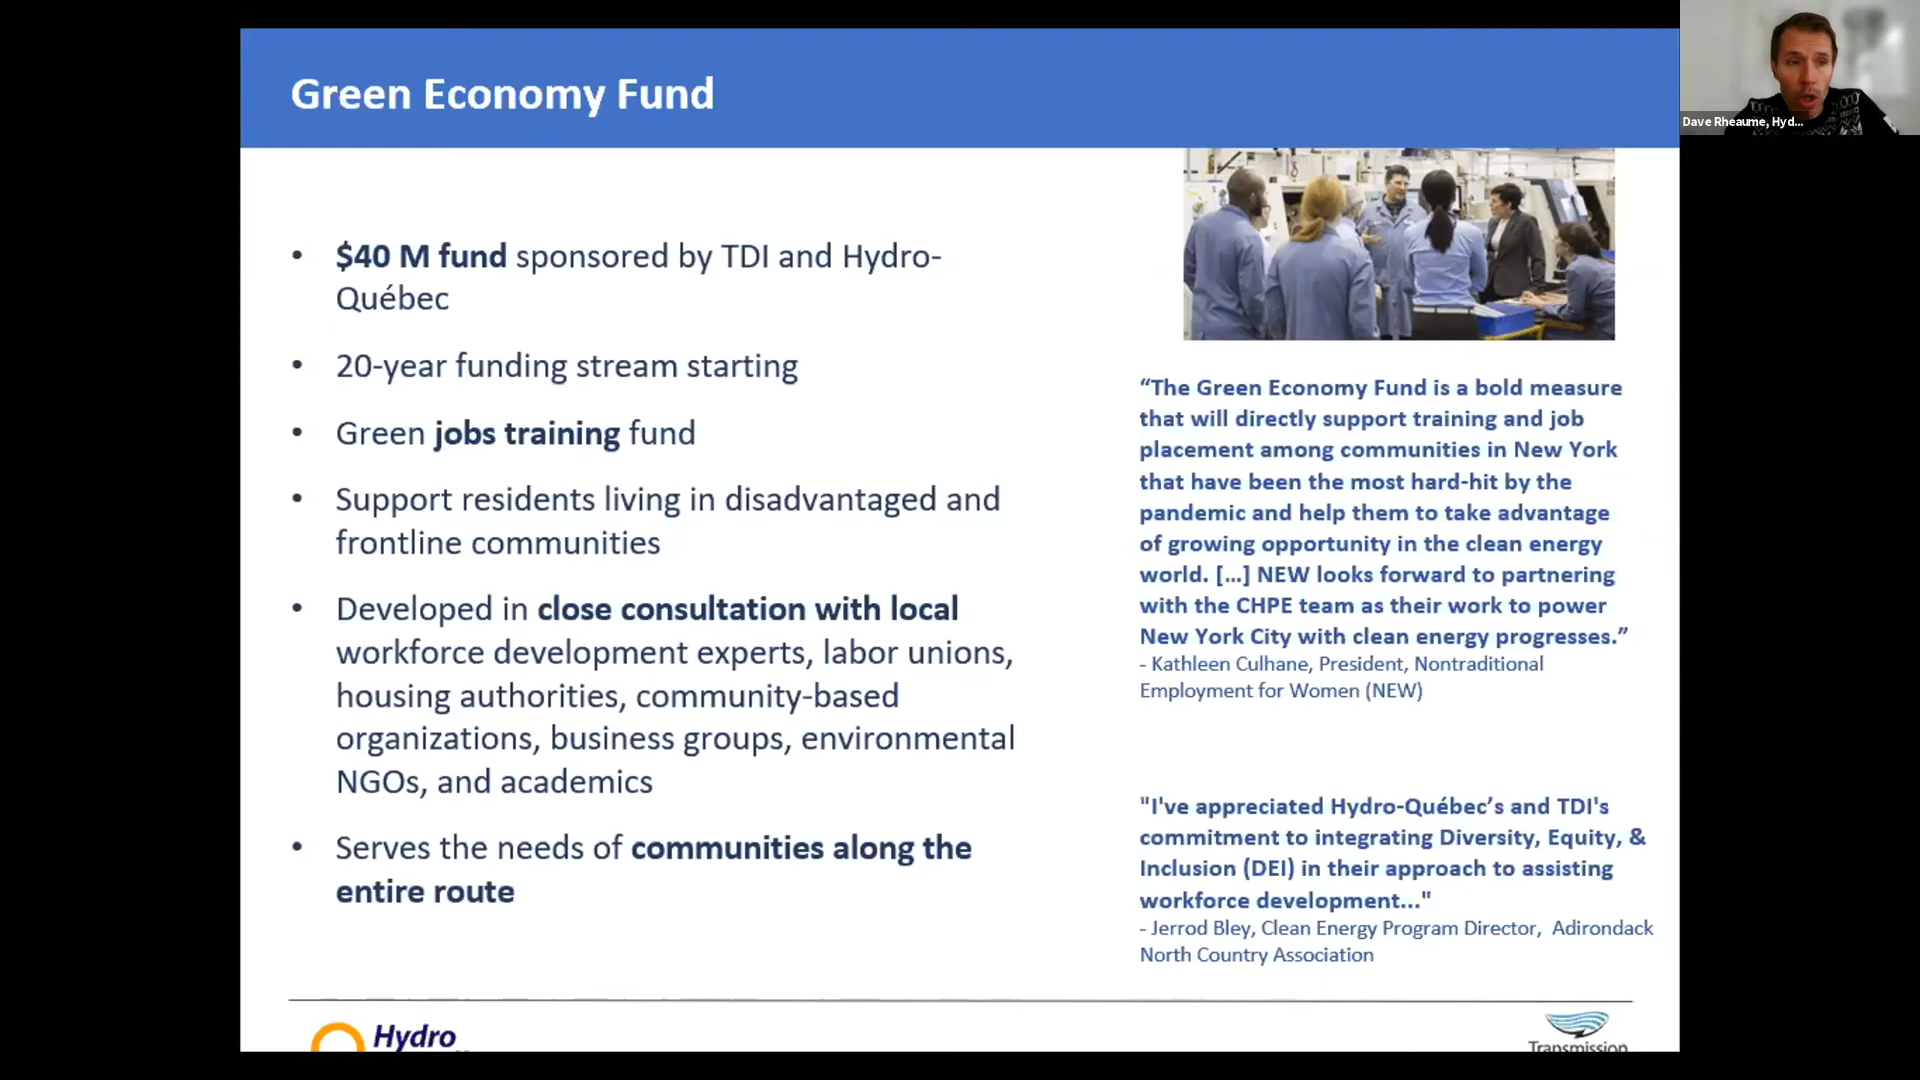 Green Economy Fund
Dave Rheaume, Hyd...
• $40 M fund sponsored by TDI and Hydro-
Québec
• 20-year funding stream starting
• Green jobs training fund
• Support residents living in disadvantaged and
frontline communities
• Developed in close consultation with local
workforce development experts, labor unions,
housing authorities, community-based
organizations, business groups, environmental
NGOs, and academics
• Serves the needs of communities along the
entire route
“The Green Economy Fund is a bold measure
that will directly support training and job
placement among communities in New York
that have been the most hard-hit by the
pandemic and help them to take advantage
of growing opportunity in the clean energy
world. [...] NEW looks forward to partnering
with the CHPE team as their work to power
New York City with clean energy progresses.”
- Kathleen Culhane, President, Nontraditional
Employment for Women (NEW)
"I've appreciated Hydro-Québec’s and TDI's
commitment to integrating Diversity, Equity, &
Inclusion (DEI) in their approach to assisting
workforce development..."
- Jerrod Bley, Clean Energy Program Director, Adirondack
North Country Association
Hydro
Transmission